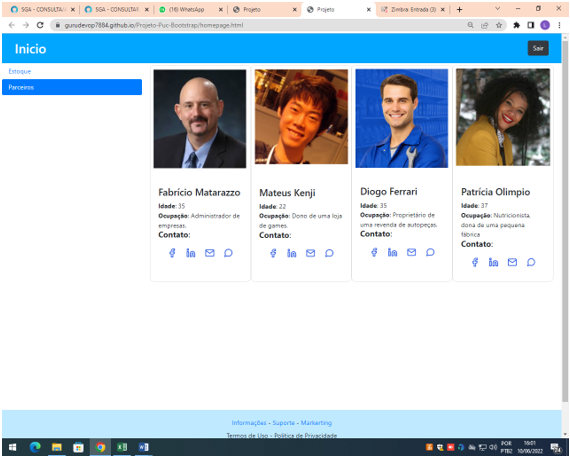 SGA - CONSULTA
SGA - CONSULTA
(16) WhatsApp
Projeto
Projeto
Zimbra: Entrada (3)
gurudevop7884.github.io/Projeto-Puc-Bootstrap/homepage.html
Inicio
Sair
Estoque
Parceiros
Fabrício Matarazzo
Idade: 35
Ocupação: Administrador de
empresas.
Contato:
Mateus Kenji
Idade: 22
Ocupação: Dono de uma loja
de games.
Contato:
Diogo Ferrari
Idade: 35
Ocupação: Proprietário de
uma revenda de autopeças.
Contato:
Patrícia Olimpio
Idade: 37
Ocupação: Nutricionista
dona de uma pequena
fábrica
Contato:
Informações - Suporte - Markerting
Termos de Uso - Política de Privacidade
POR 16:01
PTB2 10/06/2022